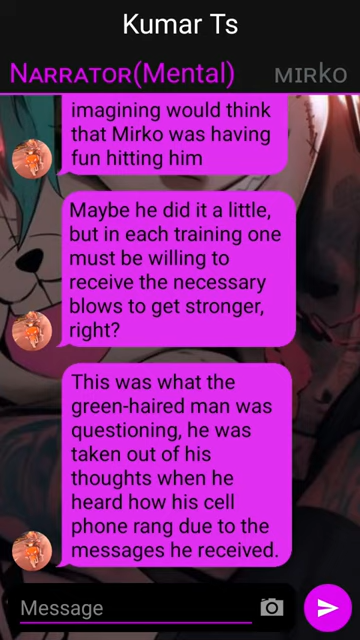 Kumar Ts
NARRATOR(Mental) MIRKO
imagining would think
that Mirko was having
fun hitting him
Maybe he did it a little,
but in each training one
must be willing to
receive the necessary
blows to get stronger,
right?
This was what the
green-haired man was
questioning, he was
taken out of his
thoughts when he
heard how his cell
phone rang due to the
messages he received.
Message